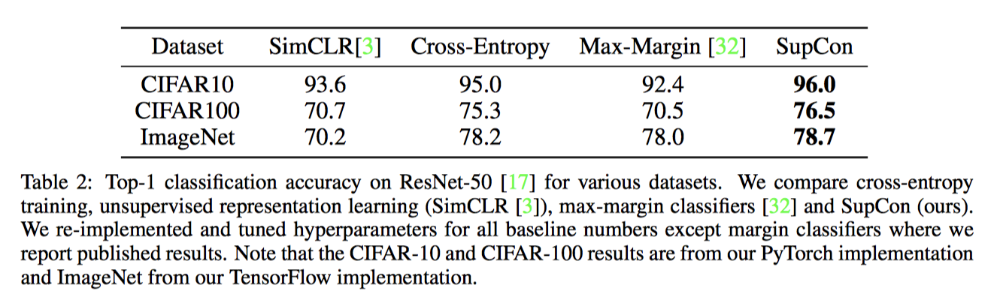 Dataset SimCLR[3] Cross-Entropy Max-Margin [32] SupCon
CIFAR10 93.6 95.0 92.4 96.0
CIFAR100 70.7 75.3 70.5 76.5
ImageNet 70.2 78.2 78.0 78.7
Table 2: Top-1 classification accuracy on ResNet-50 [17] for various datasets. We compare cross-entropy
training, unsupervised representation learning (SimCLR [3]), max-margin classifiers [32] and SupCon (ours).
We re-implemented and tuned hyperparameters for all baseline numbers except margin classifiers where we
report published results. Note that the CIFAR-10 and CIFAR-100 results are from our PyTorch implementation
and ImageNet from our TensorFlow implementation.